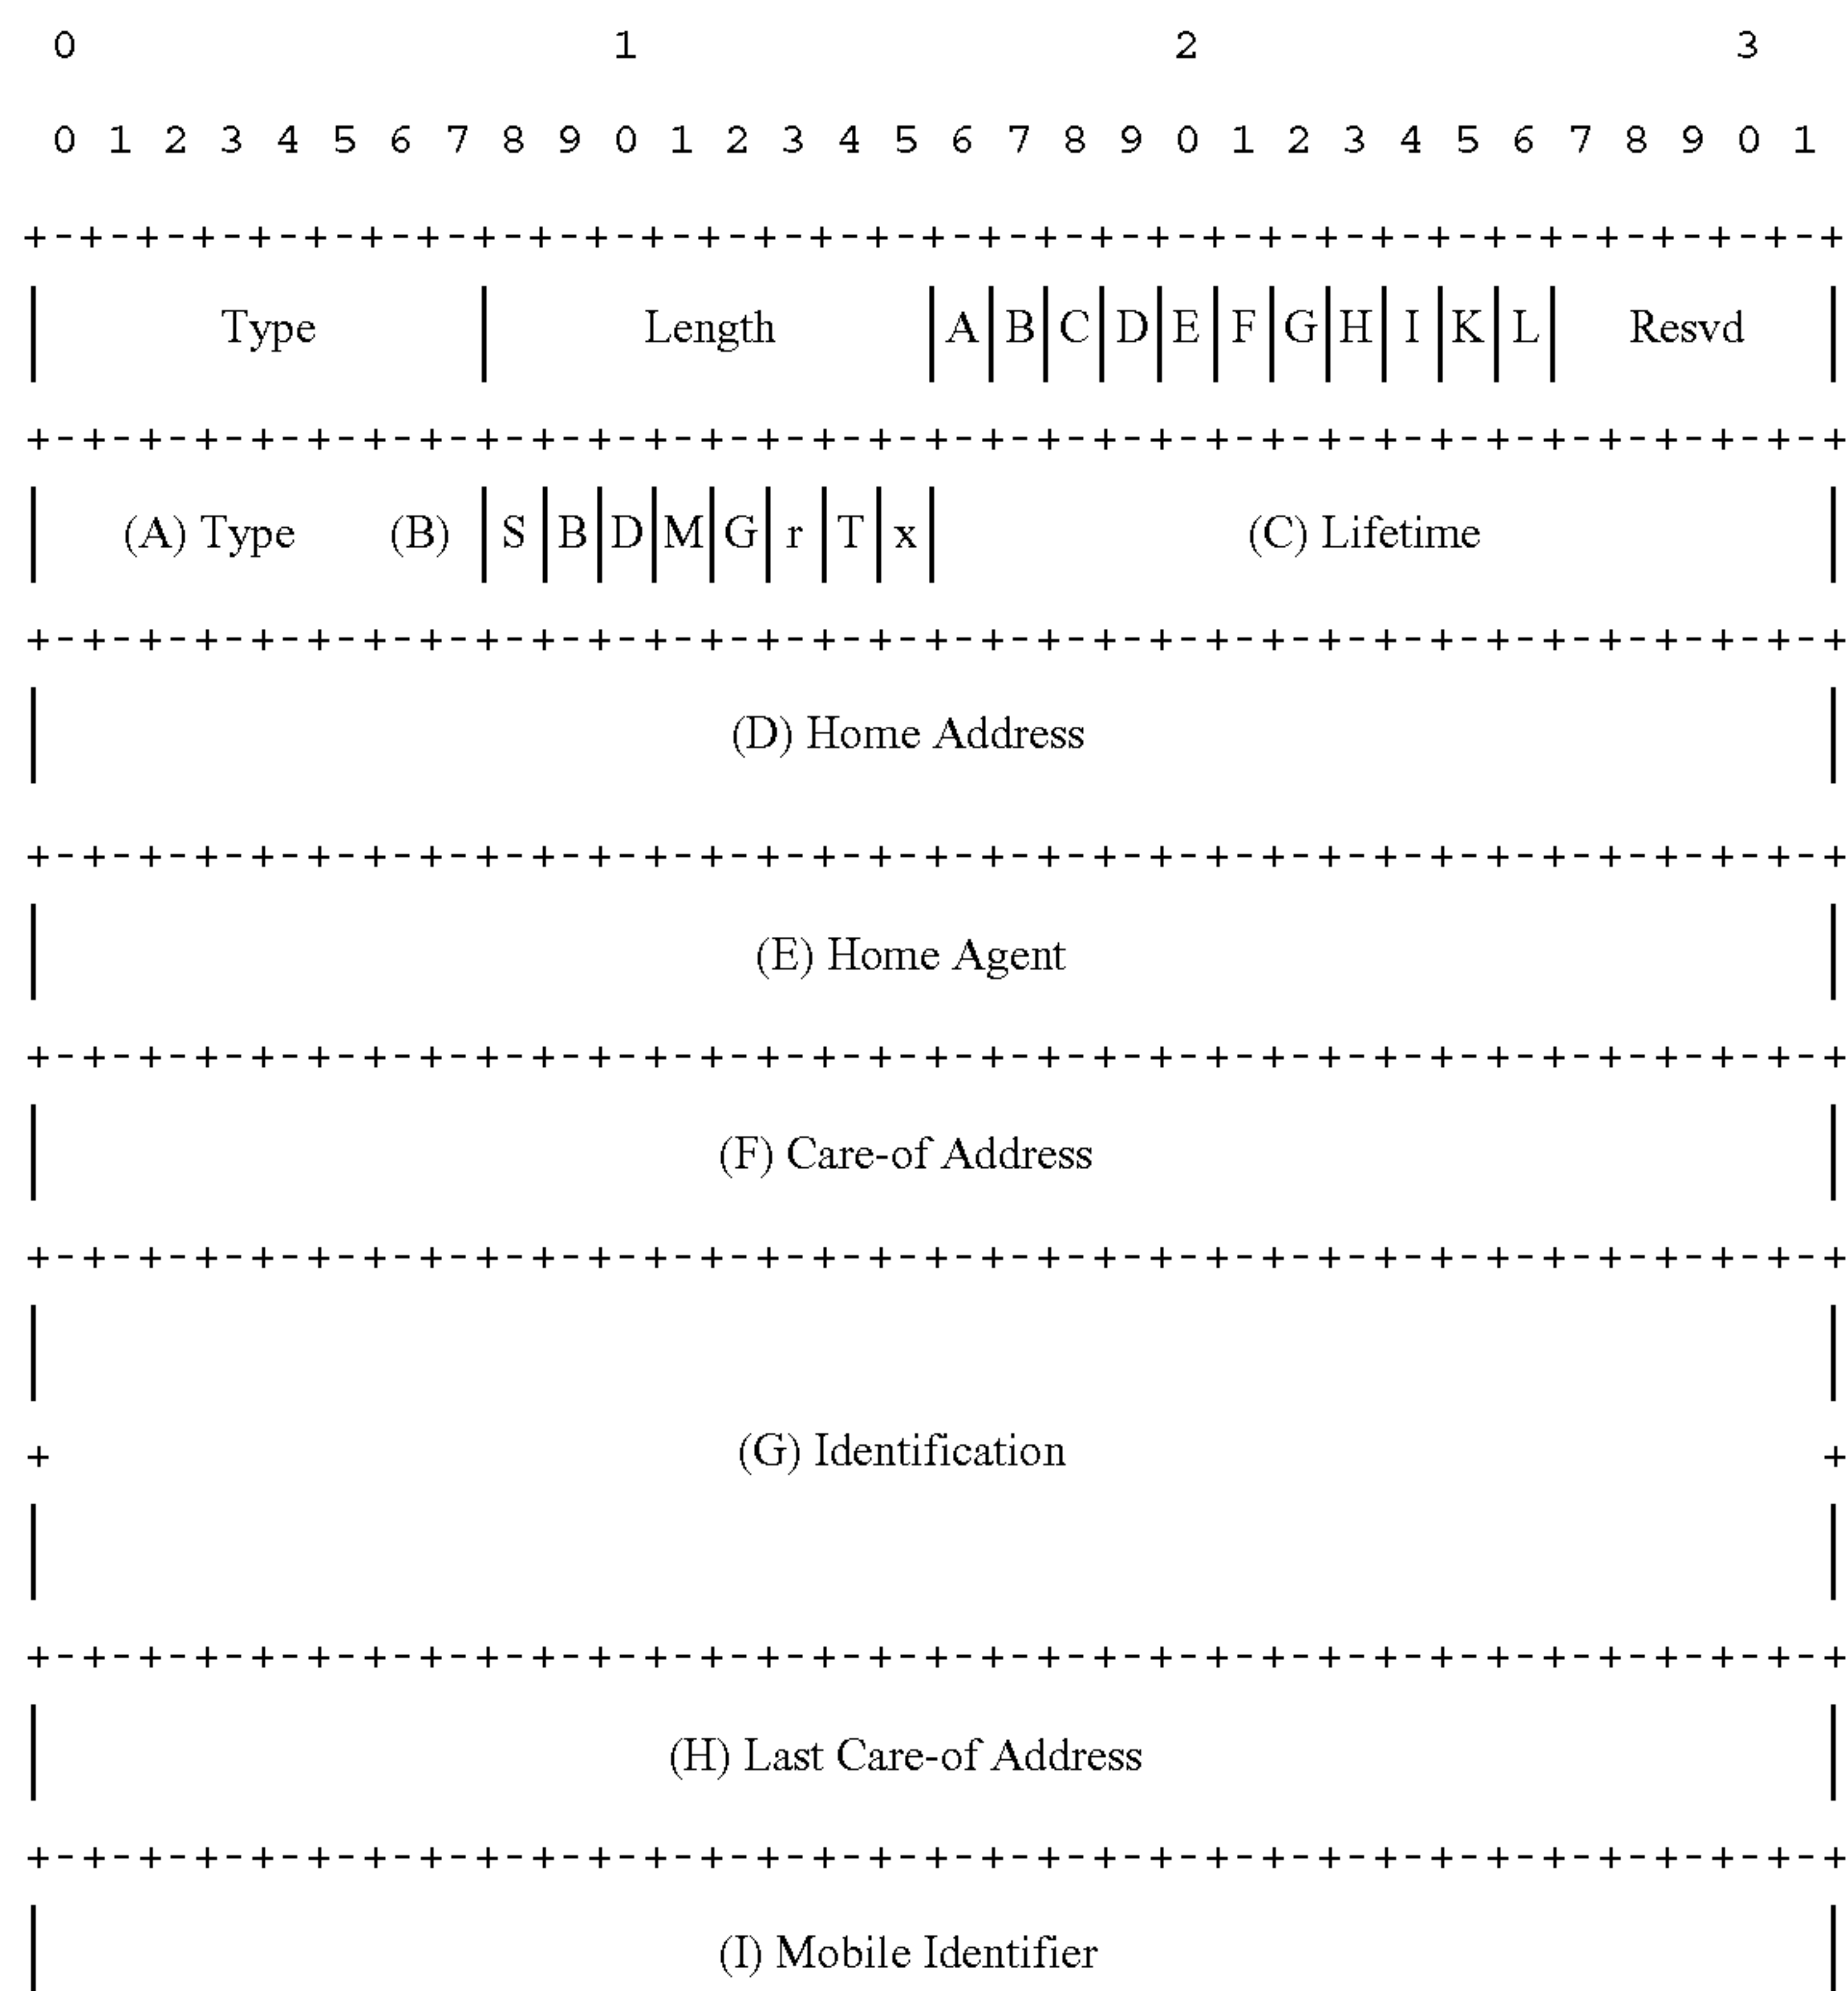 0 1 2 3
0 1 2 3 4 5 6 7 8 9 0 1 2 3 4 5 6 7 8 9 0 1 2 3 4 5 6 7 8 9 0 1
+-+-+-+-+-+-+-+-+-+-+-+-+-+-+-+-+-+-+-+-+-+-+-+-+-+-+-+-+-+-+-+-+
| Type | Length |A|B|C|D|E|F|G|H|I|K|L| Resvd |
+-+-+-+-+-+-+-+-+-+-+-+-+-+-+-+-+-+-+-+-+-+-+-+-+-+-+-+-+-+-+-+-+
| (A) Type (B) |S|B|D|M|G|r|T|x| (C) Lifetime |
+-+-+-+-+-+-+-+-+-+-+-+-+-+-+-+-+-+-+-+-+-+-+-+-+-+-+-+-+-+-+-+-+
| (D) Home Address |
+-+-+-+-+-+-+-+-+-+-+-+-+-+-+-+-+-+-+-+-+-+-+-+-+-+-+-+-+-+-+-+-+
| (E) Home Agent |
+-+-+-+-+-+-+-+-+-+-+-+-+-+-+-+-+-+-+-+-+-+-+-+-+-+-+-+-+-+-+-+-+
| (F) Care-of Address |
+-+-+-+-+-+-+-+-+-+-+-+-+-+-+-+-+-+-+-+-+-+-+-+-+-+-+-+-+-+-+-+-+
| |
+ (G) Identification +
| |
+-+-+-+-+-+-+-+-+-+-+-+-+-+-+-+-+-+-+-+-+-+-+-+-+-+-+-+-+-+-+-+-+
| (H) Last Care-of Address |
+-+-+-+-+-+-+-+-+-+-+-+-+-+-+-+-+-+-+-+-+-+-+-+-+-+-+-+-+-+-+-+-+
| (I) Mobile Identifier |